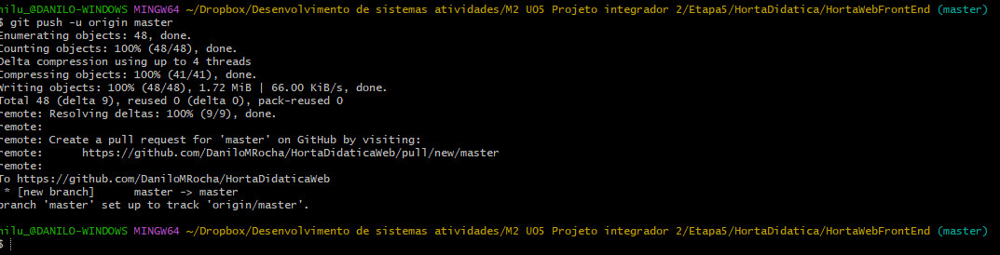 nilu_@DANILO-WINDOWS MINGW64 ~/Dropbox/Desenvolvimento de sistemas atividades/M2 UO5 Projeto integrador 2/Etapa5/HortaDidatica/HortaWebFrontEnd (master)
$ git push -u origin master
Enumerating objects: 48, done.
Counting objects: 100% (48/48), done.
Delta compression using up to 4 threads
Compressing objects: 100% (41/41), done.
Writing objects: 100% (48/48), 1.72 MiB | 66.00 KiB/s, done.
Total 48 (delta 9), reused 0 (delta 0), pack-reused 0
remote: Resolving deltas: 100% (9/9), done.
remote:
remote: Create a pull request for 'master' on GitHub by visiting:
remote:      https://github.com/DaniloMRocha/HortaDidaticaWeb/pull/new/master
remote:
To https://github.com/DaniloMRocha/HortaDidaticaWeb
 * [new branch]      master -> master
branch 'master' set up to track 'origin/master'.
nilu_@DANILO-WINDOWS MINGW64 ~/Dropbox/Desenvolvimento de sistemas atividades/M2 UO5 Projeto integrador 2/Etapa5/HortaDidatica/HortaWebFrontEnd (master)
$